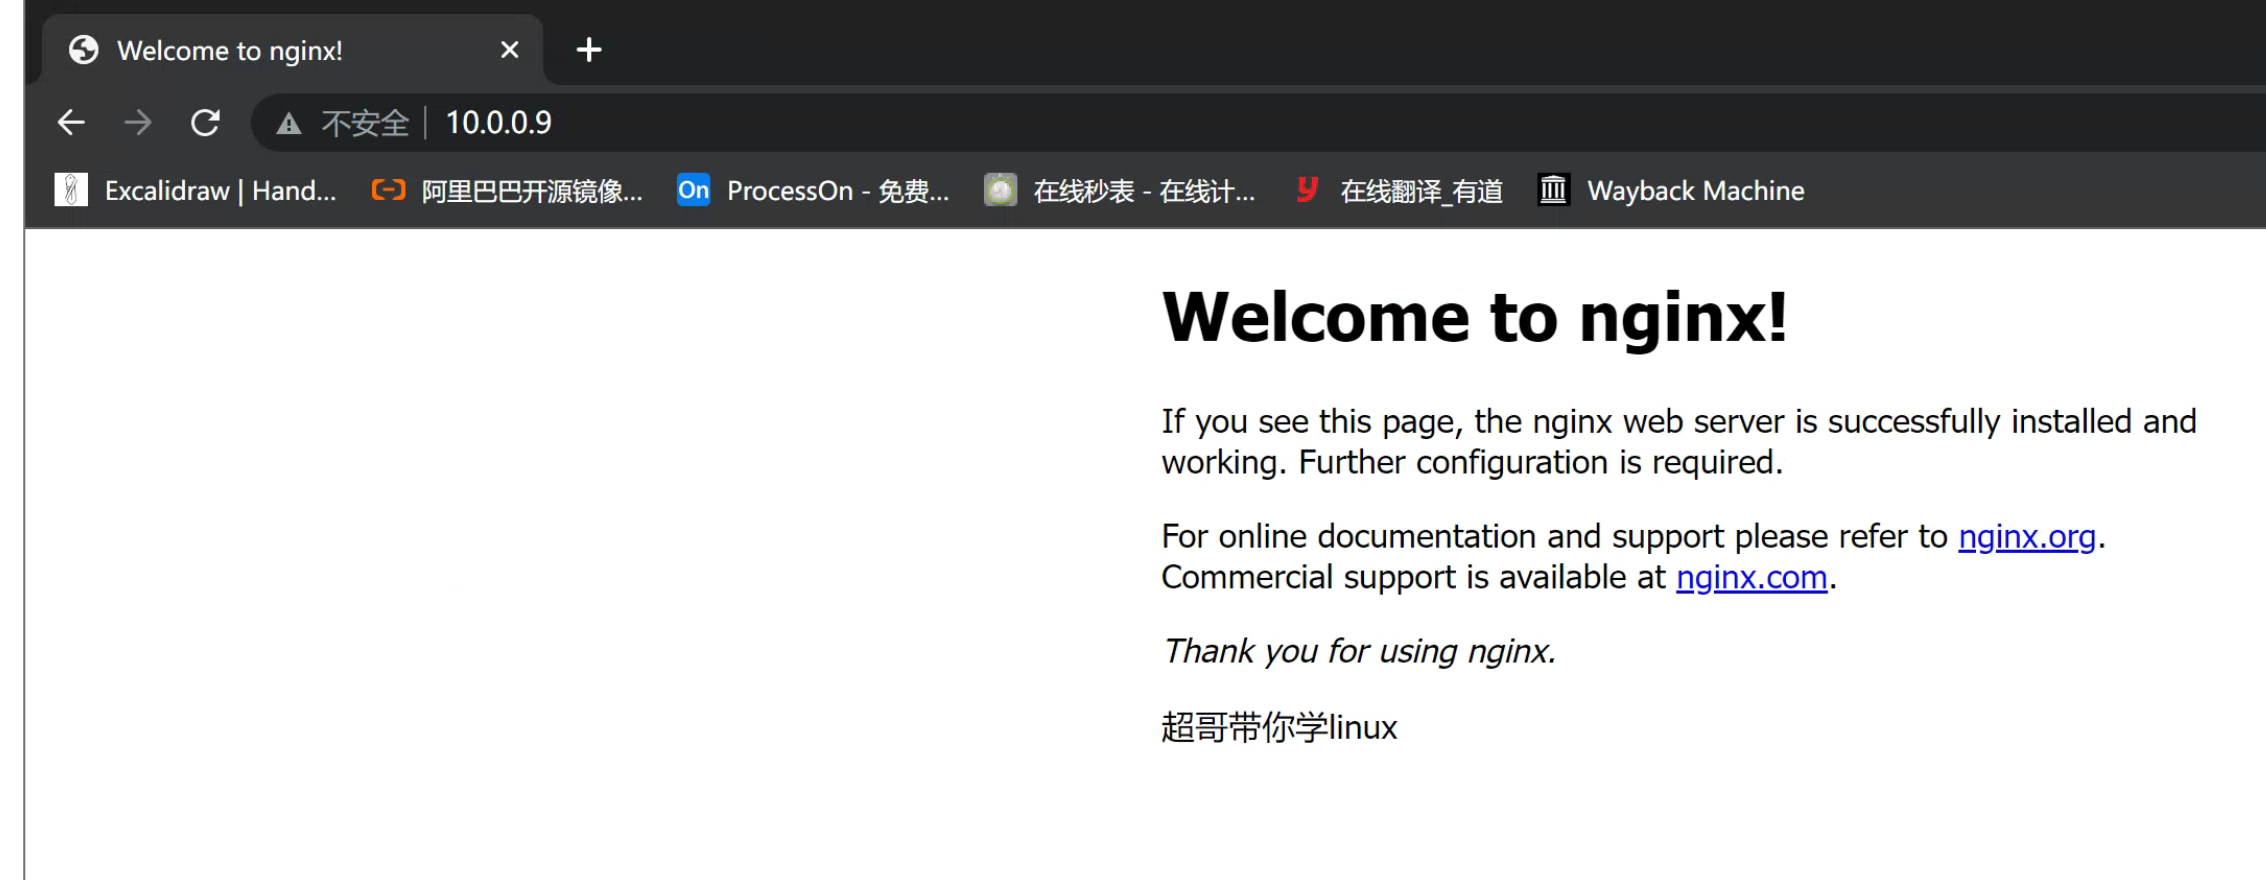 Welcome to nginx!
不安全 | 10.0.0.9
Excalidraw | Hand... 阿里巴巴开源镜像... On ProcessOn - 免费... 在线秒表 - 在线计... y 在线翻译_有道 Wayback Machine
Welcome to nginx!
If you see this page, the nginx web server is successfully installed and
working. Further configuration is required.
For online documentation and support please refer to nginx.org.
Commercial support is available at nginx.com.
Thank you for using nginx.
超哥带你学linux